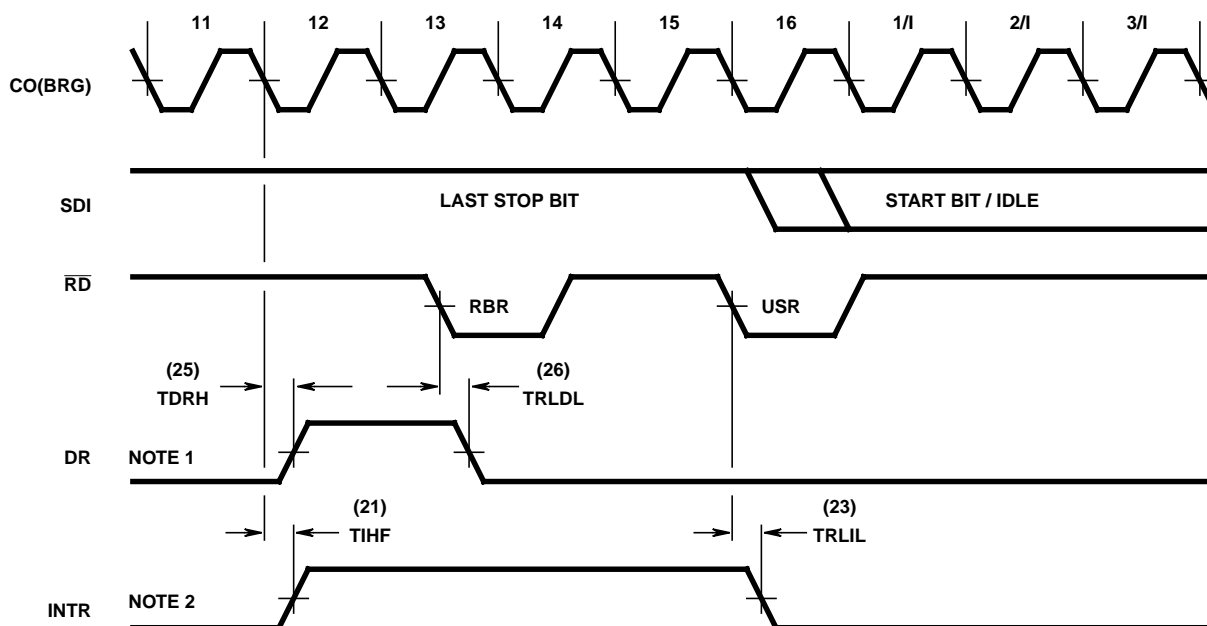 11 12 13 14 15 16 1/I 2/I 3/I
CO(BRG)
SDI
LAST STOP BIT
START BIT / IDLE
RD
RBR
USR
(25)
TDRH
(26)
TRLDL
DR
NOTE 1
(21)
TIHF
(23)
TRLIL
INTR
NOTE 2